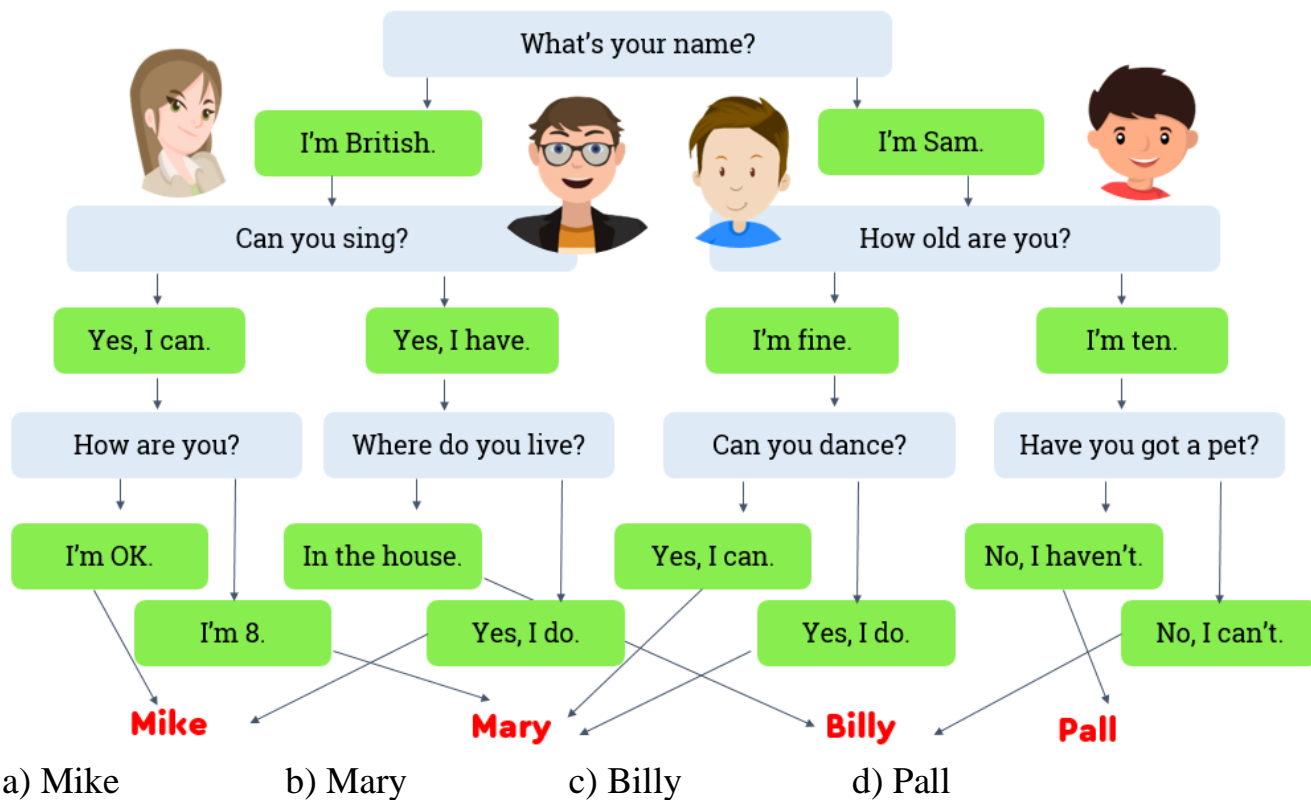 What’s your name?
I’m British.
I’m Sam.
Can you sing?
How old are you?
Yes, I can.
Yes, I have.
I’m fine.
I’m ten.
How are you?
Where do you live?
Can you dance?
Have you got a pet?
I’m OK.
In the house.
Yes, I can.
No, I haven’t.
I’m 8.
Yes, I do.
Yes, I do.
No, I can’t.
Mike
Mary
Billy
Pall
a) Mike b) Mary c) Billy d) Pall